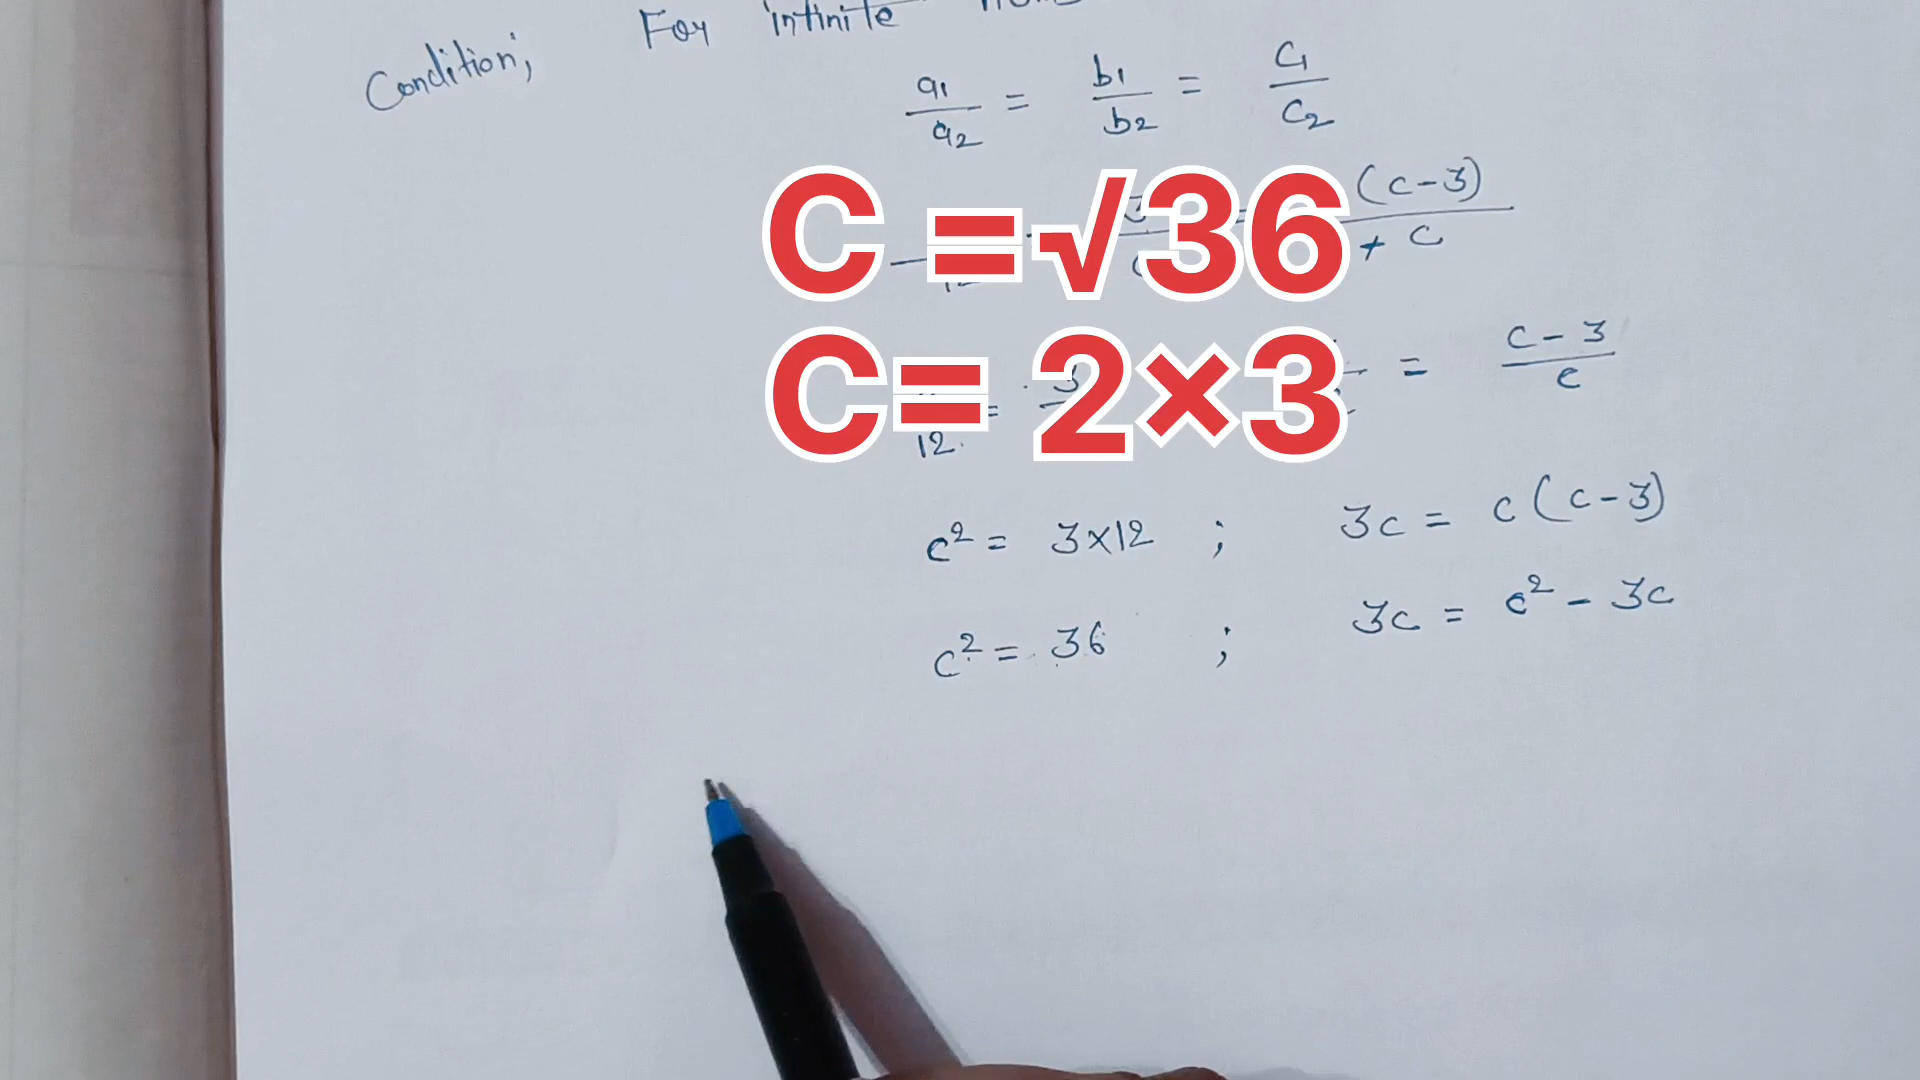 Condition; For infinite
a1/a2 = b1/b2 = C1/C2
(c-3)
+ c
C =√36
C= 2×3
12 = 3 = c-3/c
c² = 3×12 ; 3c = c(c-3)
c² = 36 ; 3c = c² - 3c